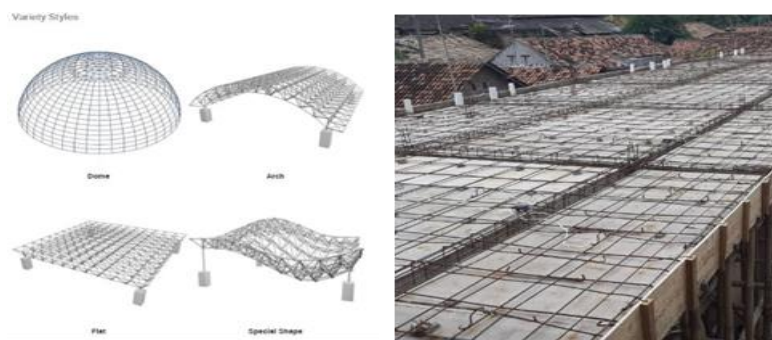 Variety Styles
Dome
Arch
Flat
Special Shape